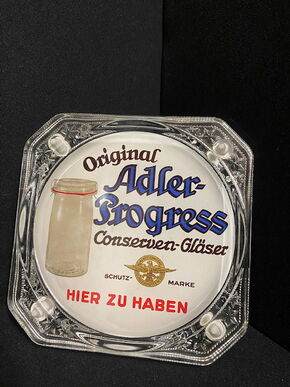 Original
Adler-
Progress
Conserven-Gläser
SCHUTZ- MARKE
HIER ZU HABEN